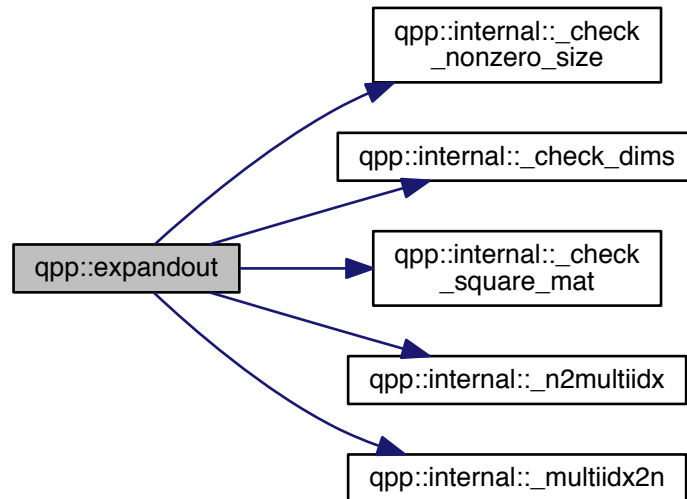 qpp::internal::_check
_nonzero_size
qpp::internal::_check_dims
qpp::expandout
qpp::internal::_check
_square_mat
qpp::internal::_n2multiidx
qpp::internal::_multiidx2n